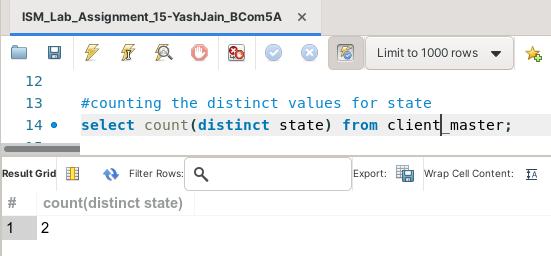 ISM_Lab_Assignment_15-YashJain_BCom5A ×
Limit to 1000 rows
12
13 #counting the distinct values for state
14 select count(distinct state) from client_master;
Result Grid Filter Rows: Export: Wrap Cell Content:
# count(distinct state)
1 2